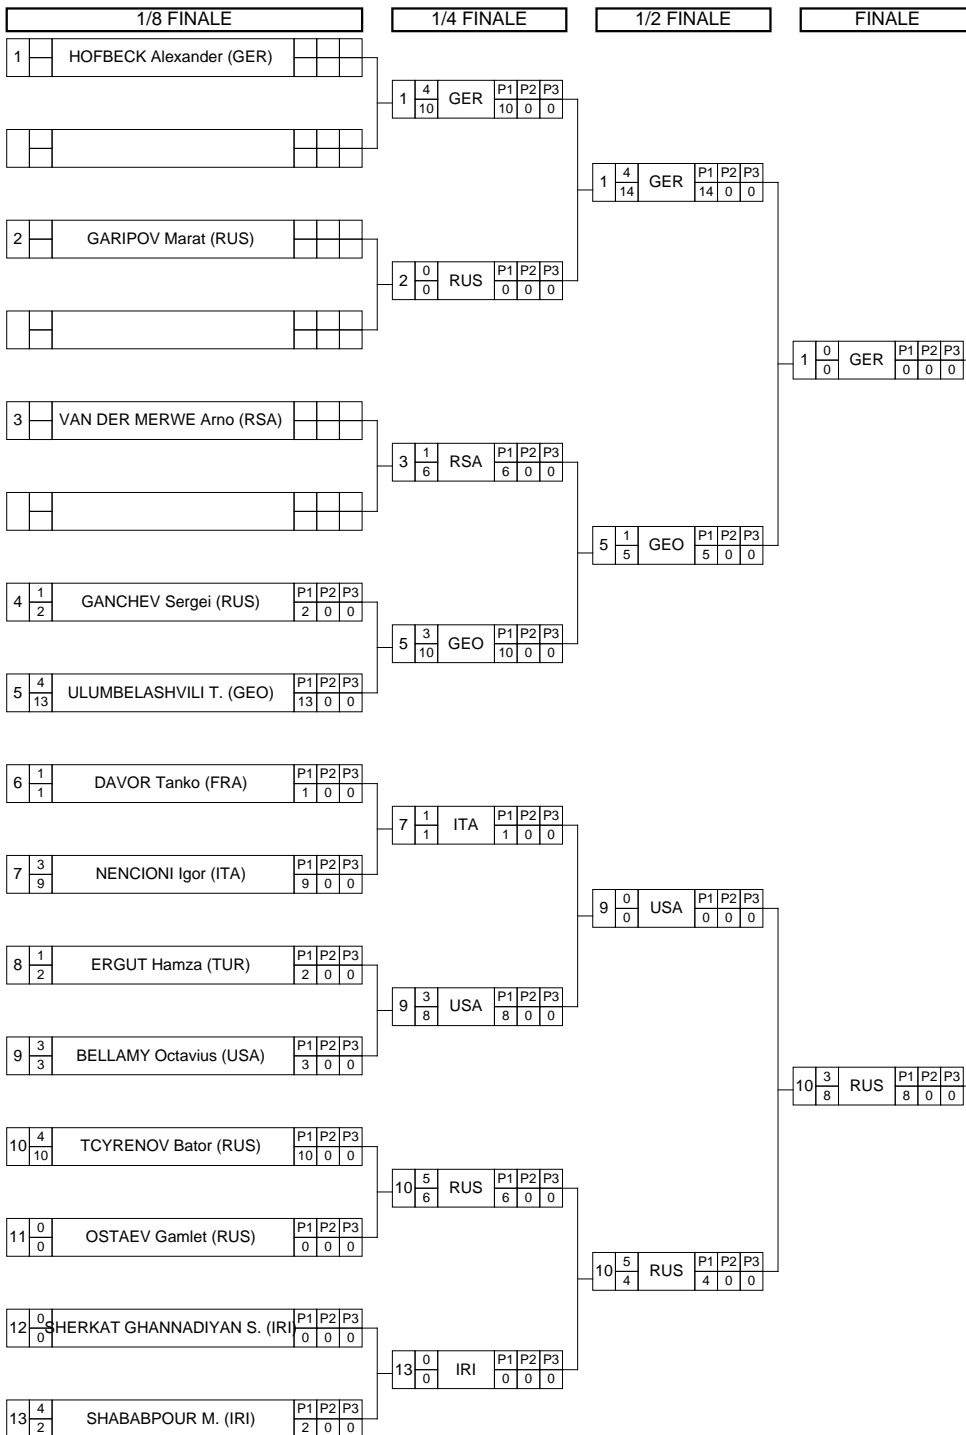 1/8 FINALE 1/4 FINALE 1/2 FINALE FINALE
1 HOFBECK Alexander (GER)
1 4 10 GER P1 P2 P3 10 0 0
1 4 14 GER P1 P2 P3 14 0 0
2 GARIPOV Marat (RUS)
2 0 0 RUS P1 P2 P3 0 0 0
1 0 0 GER P1 P2 P3 0 0 0
3 VAN DER MERWE Arno (RSA)
3 1 6 RSA P1 P2 P3 6 0 0
5 1 5 GEO P1 P2 P3 5 0 0
4 1 2 GANCHEV Sergei (RUS) P1 P2 P3 2 0 0
5 3 10 GEO P1 P2 P3 10 0 0
5 4 13 ULUMBELASHVILI T. (GEO) P1 P2 P3 13 0 0
6 1 1 DAVOR Tanko (FRA) P1 P2 P3 1 0 0
7 1 1 ITA P1 P2 P3 1 0 0
7 3 9 NENCIONI Igor (ITA) P1 P2 P3 9 0 0
9 0 0 USA P1 P2 P3 0 0 0
8 1 2 ERGUT Hamza (TUR) P1 P2 P3 2 0 0
9 3 8 USA P1 P2 P3 8 0 0
9 3 3 BELLAMY Octavius (USA) P1 P2 P3 3 0 0
10 3 8 RUS P1 P2 P3 8 0 0
10 4 10 TCYRENOV Bator (RUS) P1 P2 P3 10 0 0
10 5 6 RUS P1 P2 P3 6 0 0
11 0 0 OSTAEV Gamlet (RUS) P1 P2 P3 0 0 0
10 5 4 RUS P1 P2 P3 4 0 0
12 0 0 SHERKAT GHANNADIYAN S. (IRI) P1 P2 P3 0 0 0
13 0 0 IRI P1 P2 P3 0 0 0
13 4 2 SHABABPOUR M. (IRI) P1 P2 P3 2 0 0